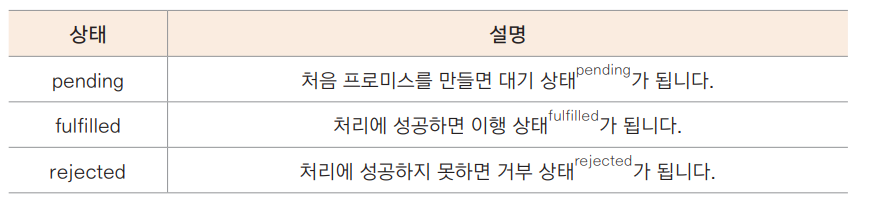 상태 설명
pending 처음 프로미스를 만들면 대기 상태pending가 됩니다.
fulfilled 처리에 성공하면 이행 상태fulfilled가 됩니다.
rejected 처리에 성공하지 못하면 거부 상태rejected가 됩니다.